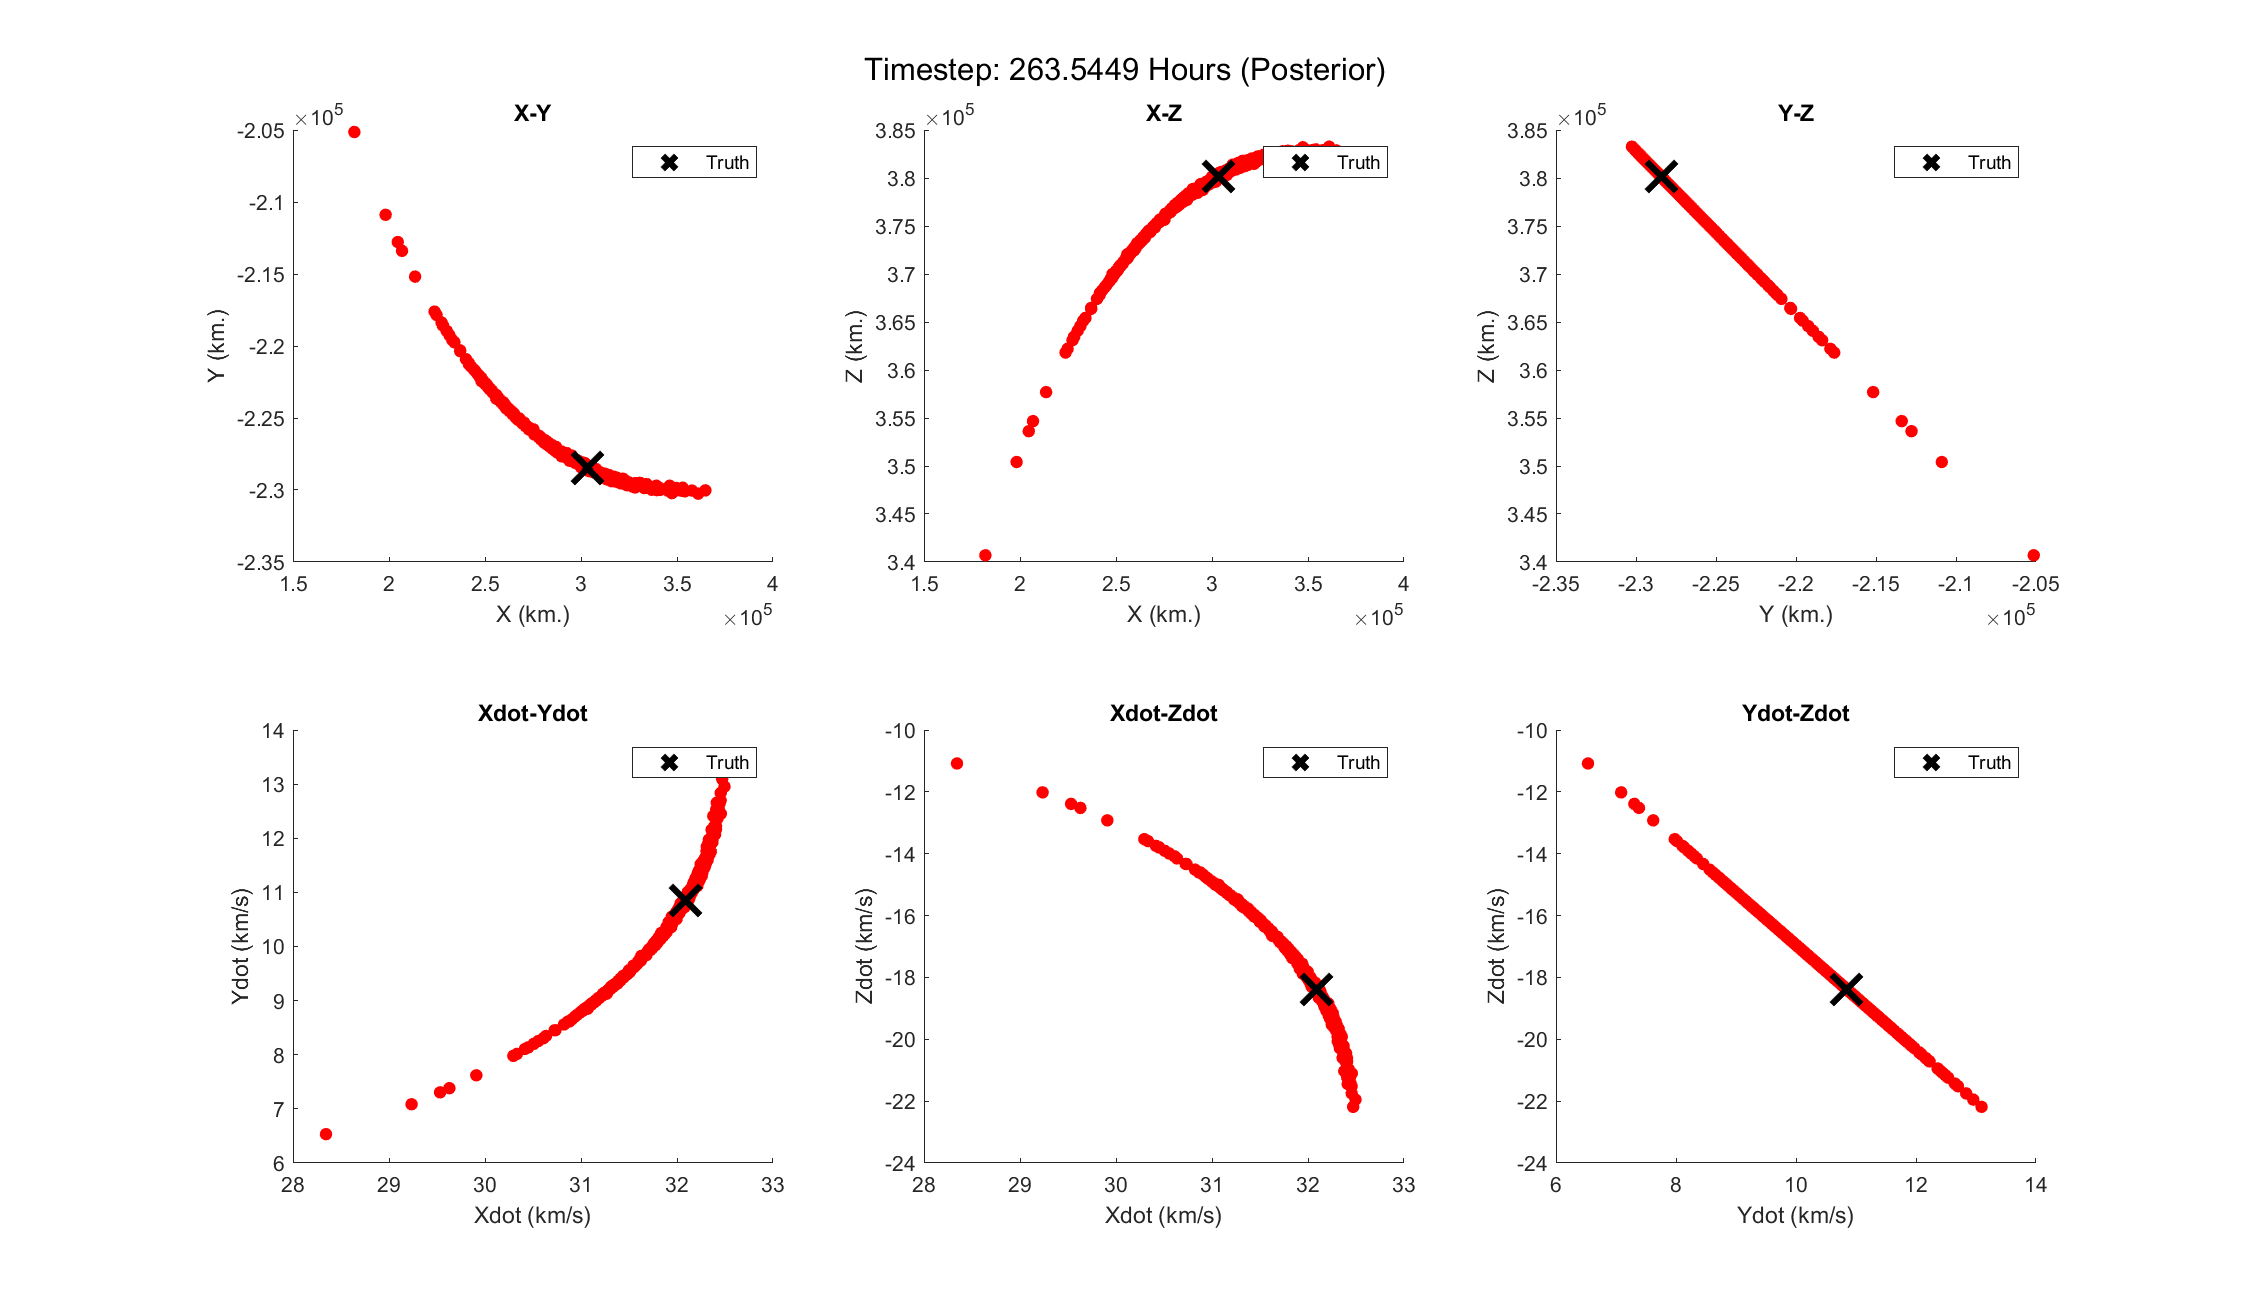 Timestep: 263.5449 Hours (Posterior)
X-Y
×10^5
-2.05
-2.1
-2.15
-2.2
-2.25
-2.3
-2.35
Y (km.)
1.5 2 2.5 3 3.5 4
X (km.)
×10^5
Truth
X-Z
×10^5
3.85
3.8
3.75
3.7
3.65
3.6
3.55
3.5
3.45
3.4
Z (km.)
1.5 2 2.5 3 3.5 4
X (km.)
×10^5
Truth
Y-Z
×10^5
3.85
3.8
3.75
3.7
3.65
3.6
3.55
3.5
3.45
3.4
Z (km.)
-2.35 -2.3 -2.25 -2.2 -2.15 -2.1 -2.05
Y (km.)
×10^5
Truth
Xdot-Ydot
14
13
12
11
10
9
8
7
6
Ydot (km/s)
28 29 30 31 32 33
Xdot (km/s)
Truth
Xdot-Zdot
-10
-12
-14
-16
-18
-20
-22
-24
Zdot (km/s)
28 29 30 31 32 33
Xdot (km/s)
Truth
Ydot-Zdot
-10
-12
-14
-16
-18
-20
-22
-24
Zdot (km/s)
6 8 10 12 14
Ydot (km/s)
Truth